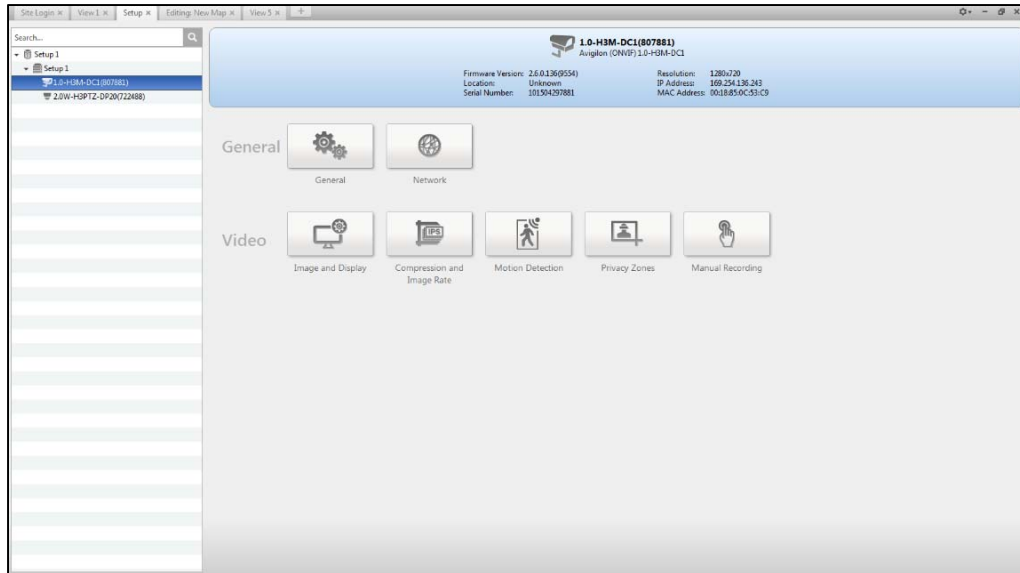 Site Login × View 1 × Setup × Editing: New Map × View 5 × +
Search...
Setup 1
Setup 1
1.0-H3M-DC1(807881)
2.0W-H3PTZ-DP20(722488)
1.0-H3M-DC1(807881)
Avigilon (ONVIF) 1.0-H3M-DC1
Firmware Version: 2.6.0.136(9554) Resolution: 1280x720
Location: Unknown IP Address: 169.254.136.243
Serial Number: 101504297881 MAC Address: 00:18:85:0C:53:C9
General
General Network
Video
IPS
Image and Display Compression and Image Rate Motion Detection Privacy Zones Manual Recording